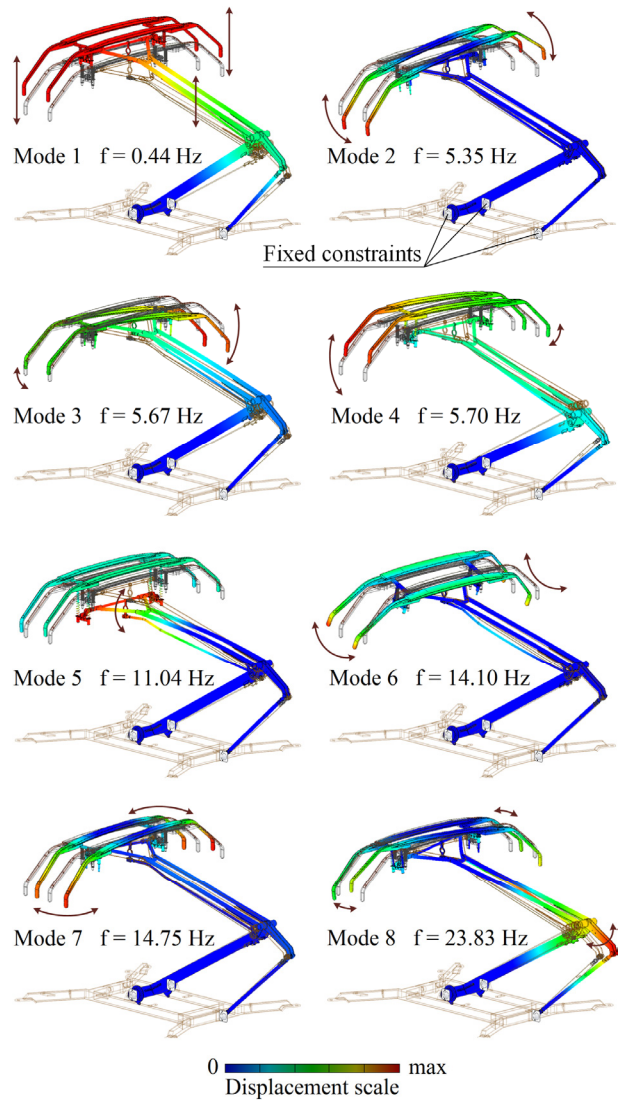 Mode 1 f = 0.44 Hz
Mode 2 f = 5.35 Hz
Fixed constraints
Mode 3 f = 5.67 Hz
Mode 4 f = 5.70 Hz
Mode 5 f = 11.04 Hz
Mode 6 f = 14.10 Hz
Mode 7 f = 14.75 Hz
Mode 8 f = 23.83 Hz
0 max
Displacement scale